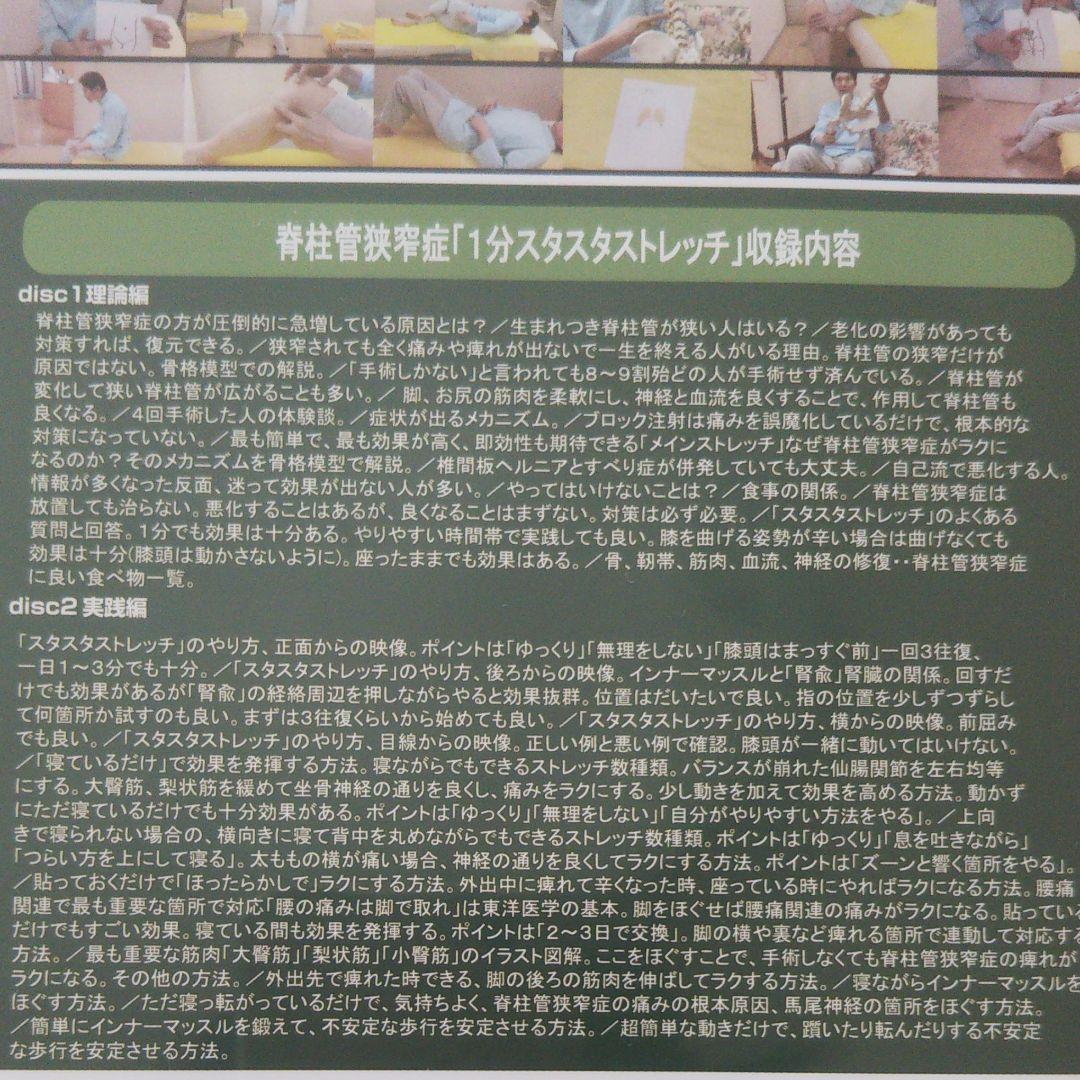 脊柱管狭窄症「1分スタスタストレッチ」収録内容
disc1理論編
脊柱管狭窄症の方が圧倒的に急増している原因とは？／生まれつき脊柱管が狭い人はいる？／老化の影響があっても
対策すれば、復元できる。／狭窄されても全く痛みや痺れが出ないで一生を終える人がいる理由。脊柱管の狭窄だけが
原因ではない。骨格模型での解説。／「手術しかない」と言われても8～9割殆どの人が手術せず済んでいる。／脊柱管が
変化して狭い脊柱管が広がることも多い。／ 脚、お尻の筋肉を柔軟にし、神経と血流を良くすることで、作用して脊柱管も
良くなる。／4回手術した人の体験談。／症状が出るメカニズム。／ブロック注射は痛みを誤魔化しているだけで、根本的な
対策になっていない。／最も簡単で、最も効果が高く、即効性も期待できる「メインストレッチ」なぜ脊柱管狭窄症がラクに
なるのか？そのメカニズムを骨格模型で解説。／椎間板ヘルニアとすべり症が併発していても大丈夫。／自己流で悪化する人。
情報が多くなった反面、迷って効果が出ない人が多い。／やってはいけないことは？／食事の関係。／脊柱管狭窄症は
放置しても治らない。悪化することはあるが、良くなることはまずない。対策は必ず必要。／「スタスタストレッチ」のよくある
質問と回答。1分でも効果は十分ある。やりやすい時間帯で実践しても良い。膝を曲げる姿勢が辛い場合は曲げなくても
効果は十分(膝頭は動かさないように)。座ったままでも効果はある。／骨、靭帯、筋肉、血流、神経の修復・・脊柱管狭窄症
に良い食べ物一覧。
disc2 実践編
「スタスタストレッチ」のやり方、正面からの映像。ポイントは「ゆっくり」「無理をしない」「膝頭はまっすぐ前」一回3往復、
一日1～3分でも十分。／「スタスタストレッチ」のやり方、後ろからの映像。インナーマッスルと「腎兪」腎臓の関係。回すだ
けでも効果があるが「腎兪」の経絡周辺を押しながらやると効果抜群。位置はだいたいで良い。指の位置を少しずつずらし
て何箇所か試すのも良い。まずは3往復くらいから始めても良い。／「スタスタストレッチ」のやり方、横からの映像。前屈み
でも良い。／「スタスタストレッチ」のやり方、目線からの映像。正しい例と悪い例で確認。膝頭が一緒に動いてはいけない。
／「寝ているだけ」で効果を発揮する方法。寝ながらでもできるストレッチ数種類。バランスが崩れた仙腸関節を左右均等
にする。大臀筋、梨状筋を緩めて坐骨神経の通りを良くし、痛みをラクにする。少し動きを加えて効果を高める方法。動かず
にただ寝ているだけでも十分効果がある。ポイントは「ゆっくり」「無理をしない」「自分がやりやすい方法をやる」。／上向
きで寝られない場合の、横向きに寝て背中を丸めながらでもできるストレッチ数種類。ポイントは「ゆっくり」「息を吐きながら」
「つらい方を上にして寝る」。太ももの横が痛い場合、神経の通りを良くしてラクにする方法。ポイントは「ズーンと響く箇所をやる」。
／貼っておくだけで「ほったらかしで」ラクにする方法。外出中に痺れて辛くなった時、座っている時にやればラクになる方法。腰痛
関連で最も重要な箇所で対応「腰の痛みは脚で取れ」は東洋医学の基本。脚をほぐせば腰痛関連の痛みがラクになる。貼っている
だけでもすごい効果。寝ている間も効果を発揮する。ポイントは「2～3日で交換」。脚の横や裏など痺れる箇所で連動して対応する
方法。／最も重要な筋肉「大臀筋」「梨状筋」「小臀筋」のイラスト図解。ここをほぐすことで、手術しなくても脊柱管狭窄症の痺れが
ラクになる。その他の方法。／外出先で痺れた時できる、脚の後ろの筋肉を伸ばしてラクする方法。／寝ながらインナーマッスルを
ほぐす方法。／ただ寝っ転がっているだけで、気持ちよく、脊柱管狭窄症の痛みの根本原因、馬尾神経の箇所をほぐす方法。
／簡単にインナーマッスルを鍛えて、不安定な歩行を安定させる方法。／超簡単な動きだけで、躓いたり転んだりする不安定
な歩行を安定させる方法。